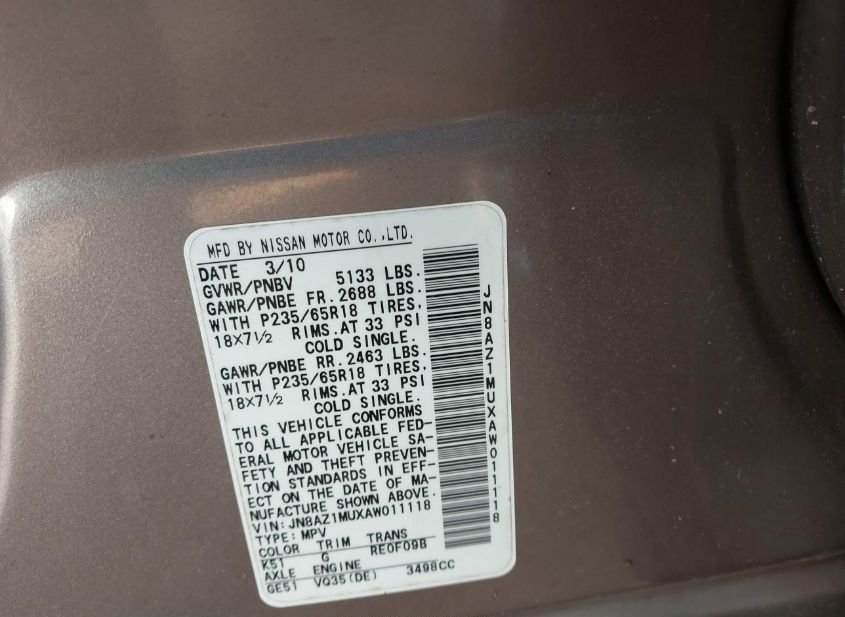 MFD BY NISSAN MOTOR CO.,LTD.
DATE 3/10
GVWR/PNBV 5133 LBS.
GAWR/PNBE FR.2688 LBS.
WITH P235/65R18 TIRES,
18X7½ RIMS.AT 33 PSI
COLD SINGLE.
GAWR/PNBE RR.2463 LBS.
WITH P235/65R18 TIRES,
18X7½ RIMS.AT 33 PSI
COLD SINGLE.
THIS VEHICLE CONFORMS
TO ALL APPLICABLE FED-
ERAL MOTOR VEHICLE SA-
FETY AND THEFT PREVEN-
TION STANDARDS IN EFF-
ECT ON THE DATE OF MA-
NUFACTURE SHOWN ABOVE.
VIN:JN8AZ1MUXAW011118
TYPE:MPV
COLOR TRIM TRANS
K51 G RE0F09B
AXLE ENGINE
GE51 VQ35(DE) 3498CC
JN8AZ1MUXAW011118